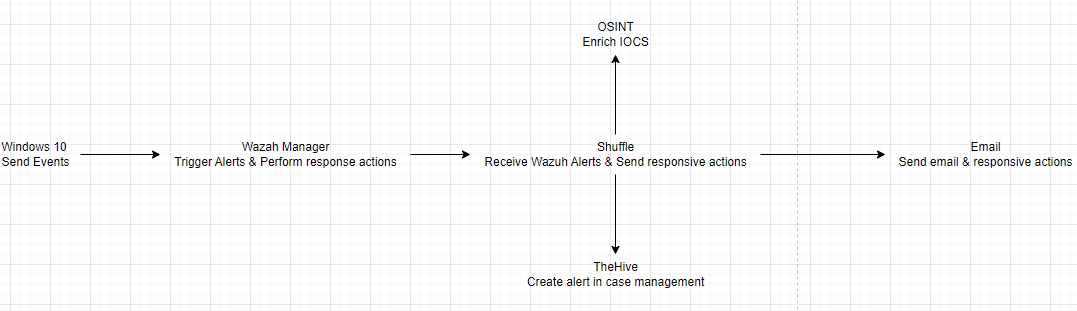 OSINT
Enrich IOCS
Windows 10
Send Events
Wazah Manager
Trigger Alerts & Perform response actions
Shuffle
Receive Wazuh Alerts & Send responsive actions
Email
Send email & responsive actions
TheHive
Create alert in case management